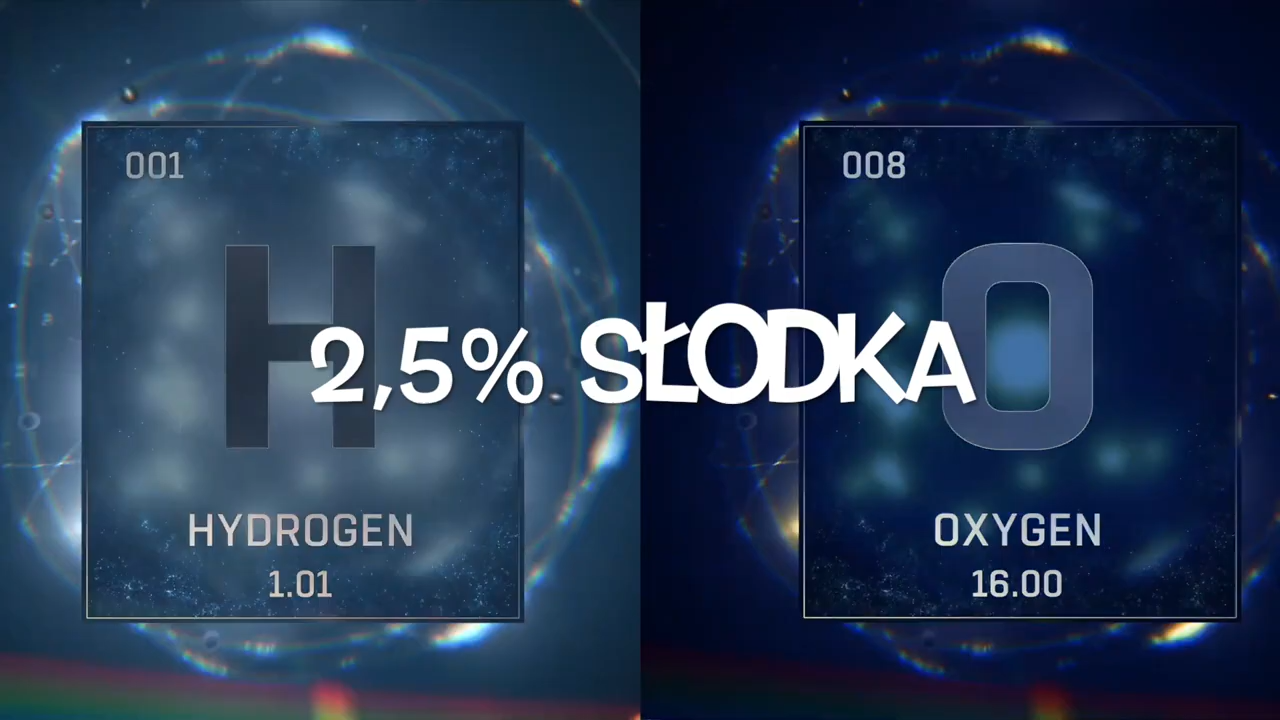 001
008
H
O
2,5% SŁODKA
HYDROGEN
OXYGEN
1.01
16.00